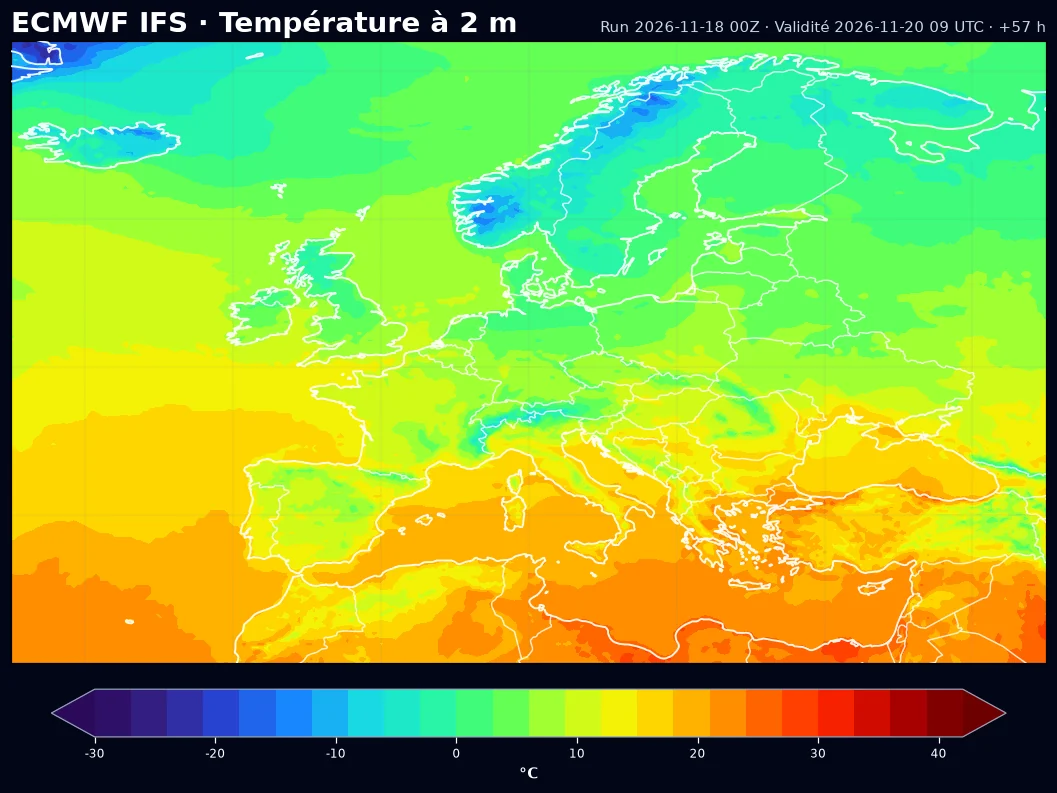 ECMWF IFS · Température à 2 m
Run 2026-11-18 00Z · Validité 2026-11-20 09 UTC · +57 h
-30 -20 -10 0 10 20 30 40
°C